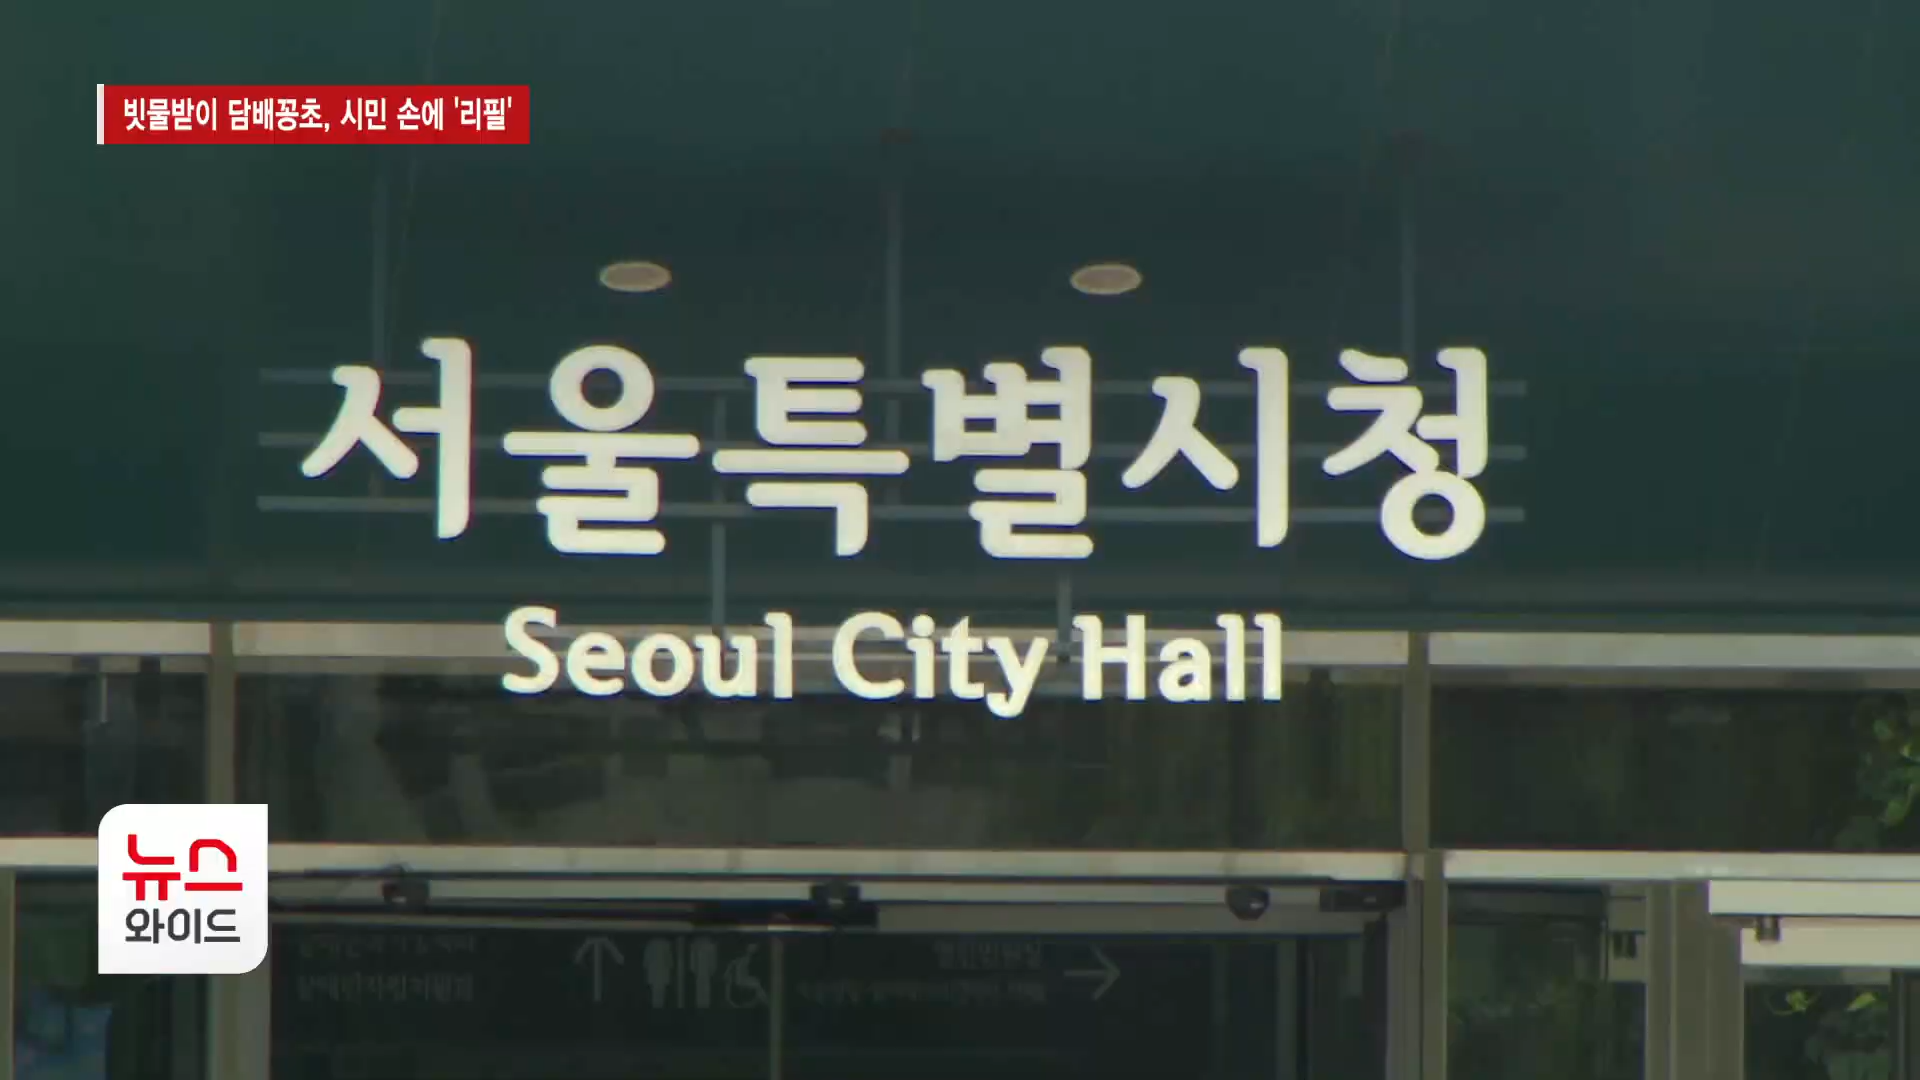 빗물받이 담배꽁초, 시민 손에 '리필'
서울특별시청
Seoul City Hall
뉴스
와이드